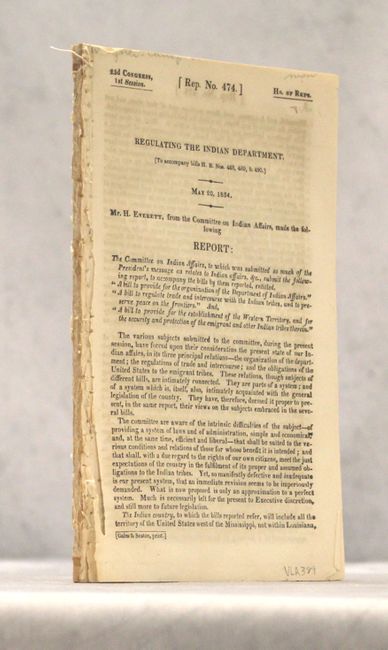 23d Congress,
1st Session.
[ Rep. No. 474. ]
Ho. of Reps.
REGULATING THE INDIAN DEPARTMENT.
[To accompany bills H. R. Nos. 488, 489, & 490.]
May 20, 1834.
Mr. H. Everett, from the Committee on Indian Affairs, made the fol-
lowing
REPORT:
The Committee on Indian Affairs, to which was submitted so much of the
President's message as relates to Indian affairs, &c., submit the follow-
ing report, to accompany the bills by them reported, entitled,
"A bill to provide for the organization of the Department of Indian Affairs."
"A bill to regulate trade and intercourse with the Indian tribes, and to pre-
serve peace on the frontiers." And,
"A bill to provide for the establishment of the Western Territory, and for
the security and protection of the emigrant and other Indian tribes therein."
The various subjects submitted to the committee, during the present
session, have forced upon their consideration the present state of our In-
dian affairs, in its three principal relations—the organization of the depart-
ment; the regulations of trade and intercourse; and the obligations of the
United States to the emigrant tribes. These relations, though subjects of
different bills, are intimately connected. They are parts of a system; and
of a system which is, itself, also, intimately connected with the general
legislation of the country. They have, therefore, deemed it proper to pre-
sent, in the same report, their views on the subjects embraced in the seve-
ral bills.
The committee are aware of the intrinsic difficulties of the subject—of
providing a system of laws and of administration, simple and economical,
and, at the same time, efficient and liberal—that shall be suited to the va-
rious conditions and relations of those for whose benefit it is intended; and
that shall, with a due regard to the rights of our own citizens, meet the just
expectations of the country in the fulfilment of its proper and assumed ob-
ligations to the Indian tribes. Yet, so manifestly defective and inadequate
is our present system, that an immediate revision seems to be imperiously
demanded. What is now proposed is only an approximation to a perfect
system. Much is necessarily left for the present to Executive discretion,
and still more to future legislation.
The Indian country, to which the bills reported refer, will include all the
territory of the United States west of the Mississippi, not within Louisiana,
[Gales & Seaton, print.]
VLA384